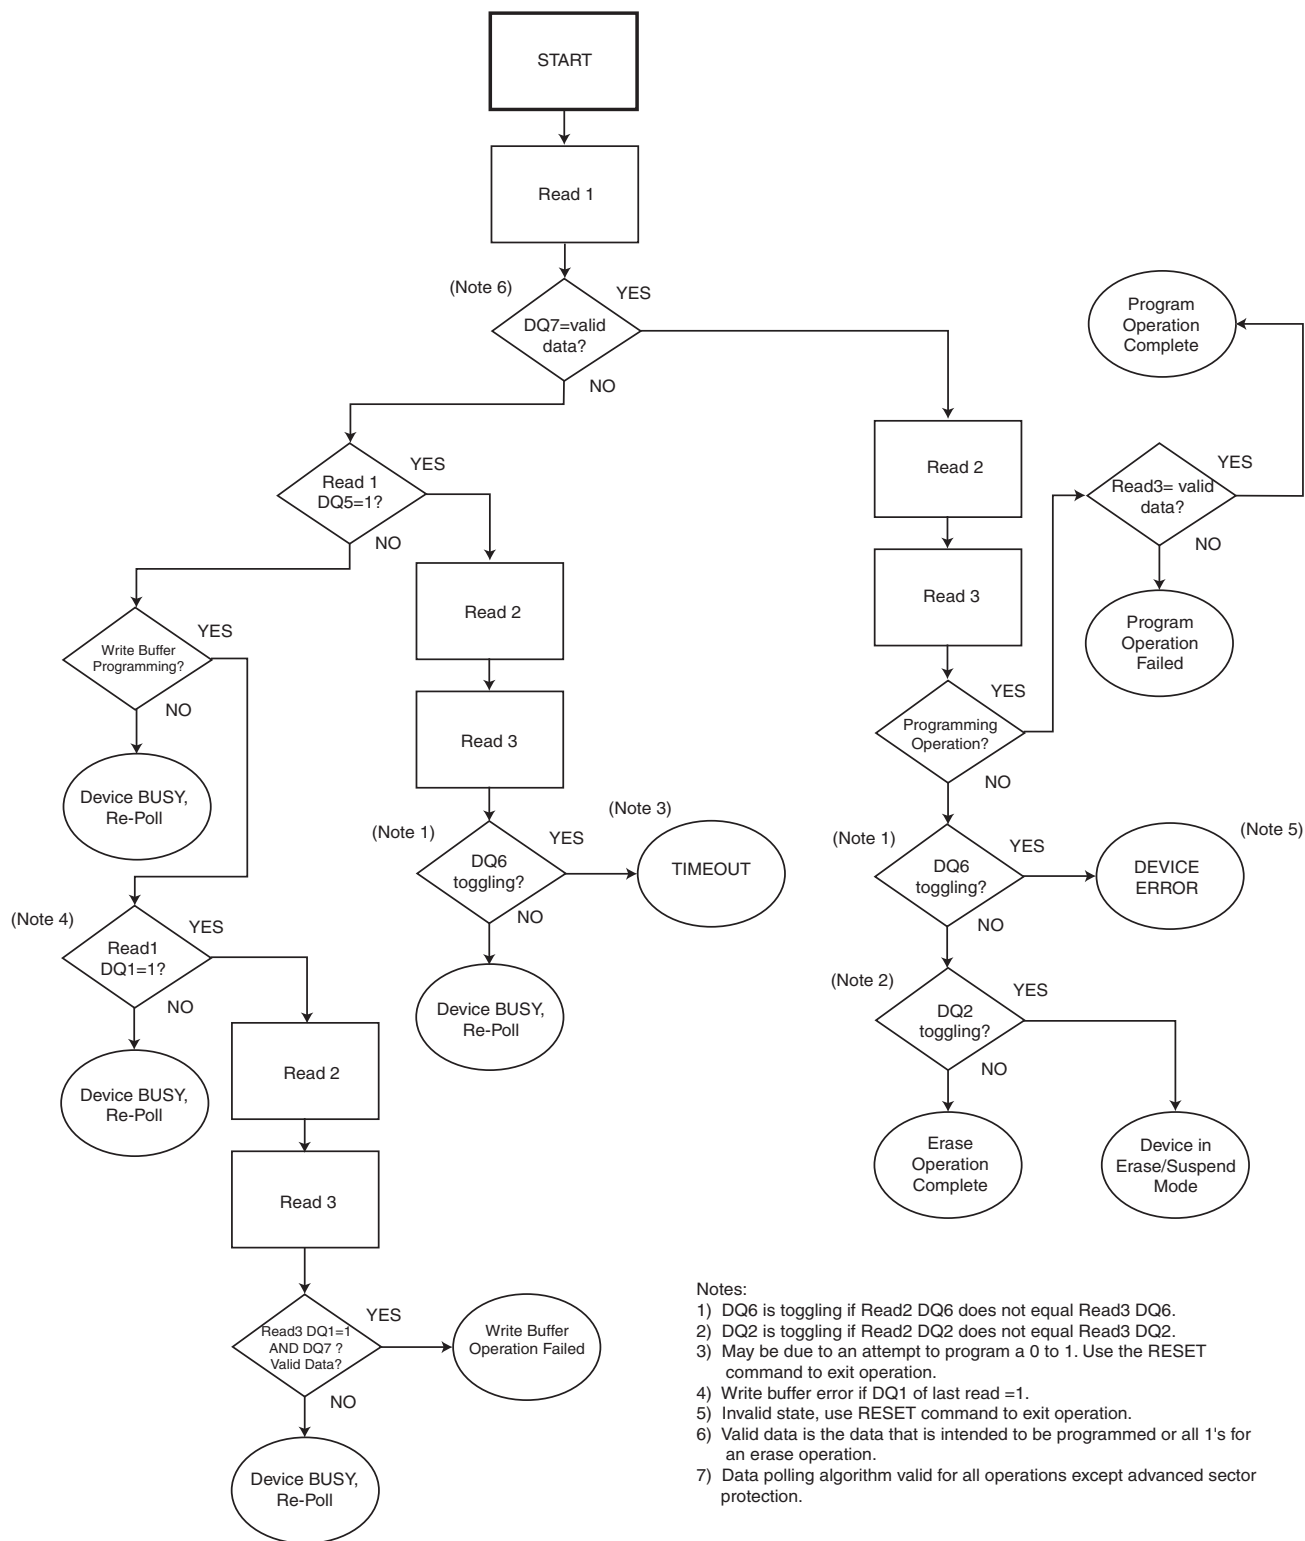 START
Read 1
(Note 6)
YES
DQ7=valid
data?
NO
Program
Operation
Complete
Read 1
DQ5=1?
YES
NO
Read 2
Read3= valid
data?
YES
NO
Read 3
Program
Operation
Failed
Write Buffer
Programming?
YES
NO
Device BUSY,
Re-Poll
Read 2
Read 3
Programming
Operation?
YES
NO
(Note 1)
DQ6
toggling?
YES
NO
(Note 3)
TIMEOUT
Device BUSY,
Re-Poll
(Note 1)
DQ6
toggling?
YES
NO
DEVICE
ERROR
(Note 5)
(Note 4)
Read1
DQ1=1?
YES
NO
Device BUSY,
Re-Poll
(Note 2)
DQ2
toggling?
YES
NO
Erase
Operation
Complete
Device in
Erase/Suspend
Mode
Read 2
Read 3
Read3 DQ1=1
AND DQ7 ?
Valid Data?
YES
NO
Write Buffer
Operation Failed
Device BUSY,
Re-Poll
Notes:
1) DQ6 is toggling if Read2 DQ6 does not equal Read3 DQ6.
2) DQ2 is toggling if Read2 DQ2 does not equal Read3 DQ2.
3) May be due to an attempt to program a 0 to 1. Use the RESET
command to exit operation.
4) Write buffer error if DQ1 of last read =1.
5) Invalid state, use RESET command to exit operation.
6) Valid data is the data that is intended to be programmed or all 1's for
an erase operation.
7) Data polling algorithm valid for all operations except advanced sector
protection.